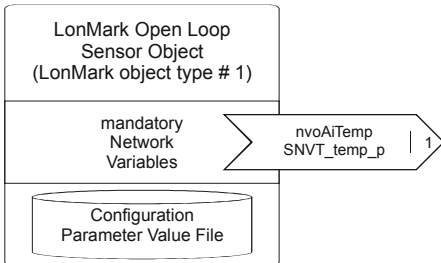 LonMark Open Loop
Sensor Object
(LonMark object type # 1)
mandatory
Network
Variables
nvoAiTemp
SNVT_temp_p
1
Configuration
Parameter Value File